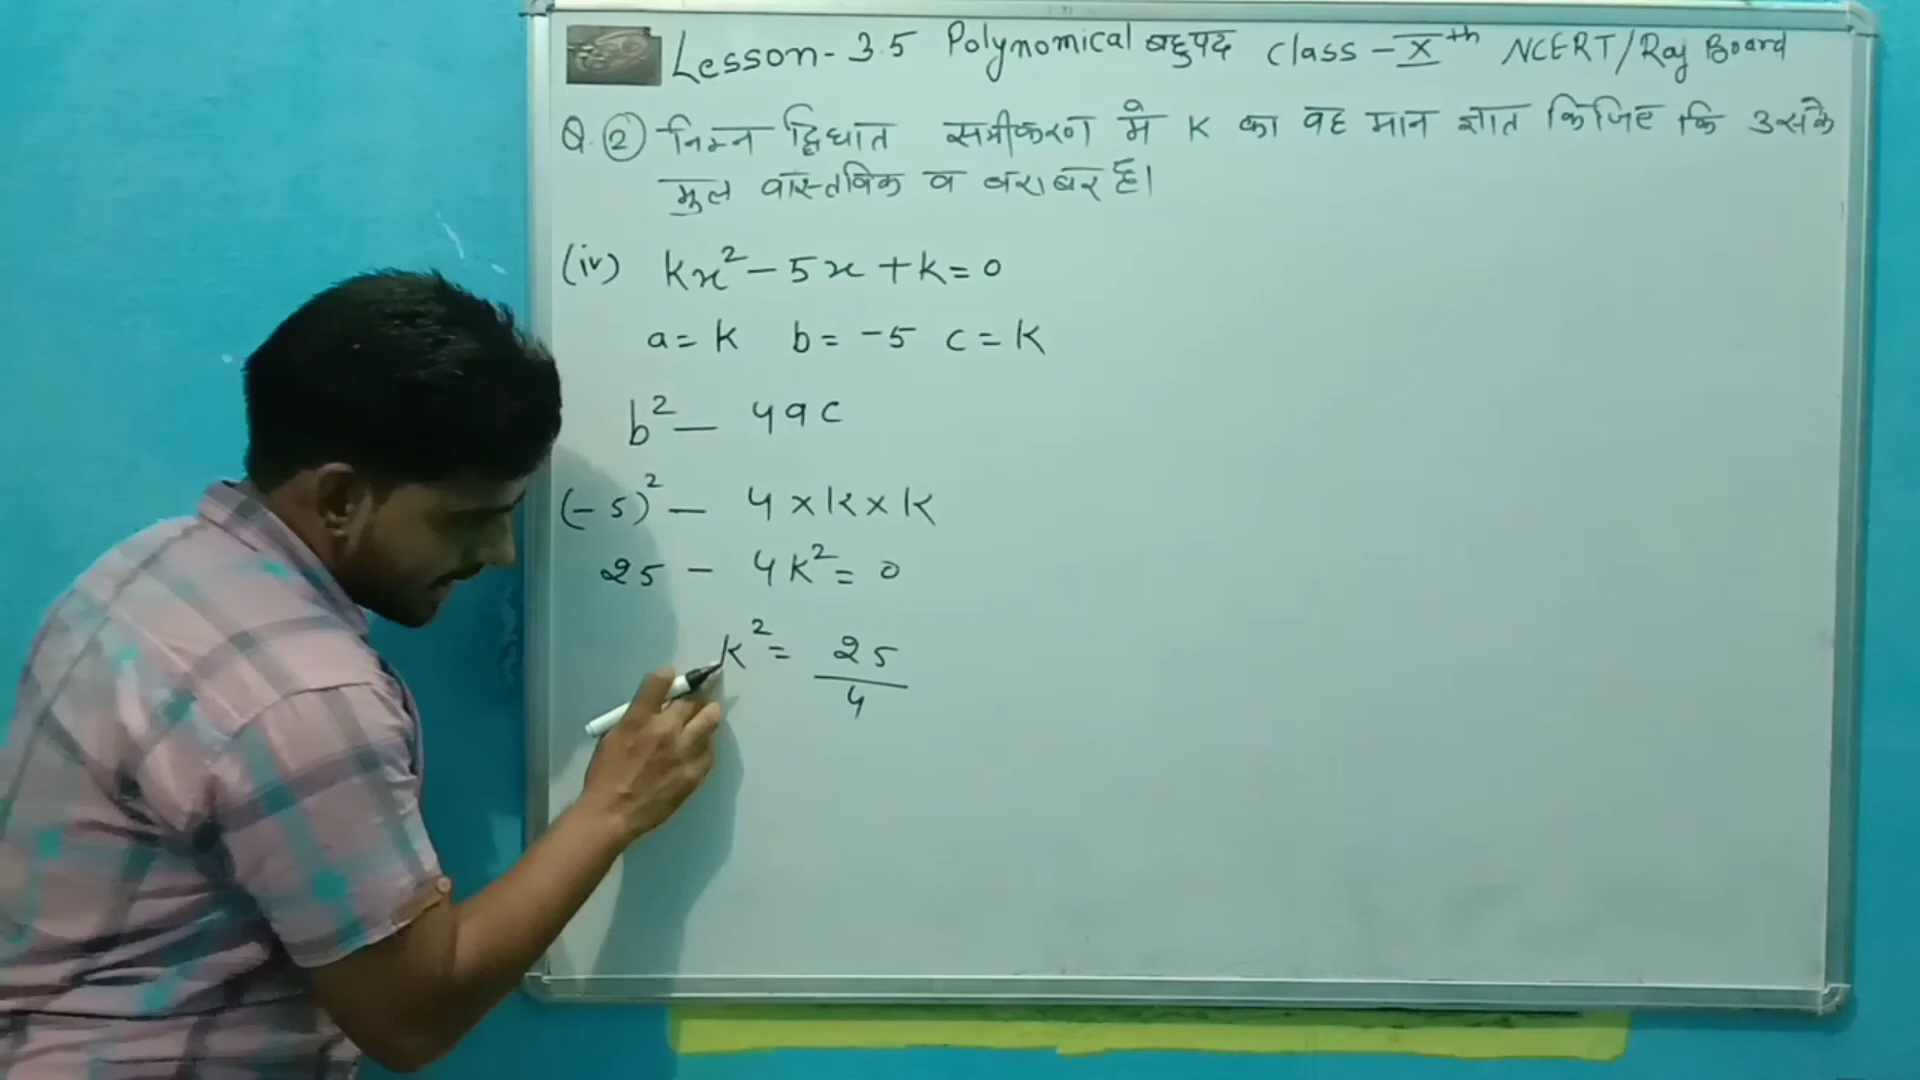 Lesson-3.5 Polynomical बहुपद Class-Xth NCERT/Raj Board
Q.② निम्न द्विघात समीकरण मे K का वह मान ज्ञात किजिए कि उसके
मुल वास्तविक व बराबर है।
(iv) kx² - 5x + k = 0
a = k b = -5 c = k
b² - 4ac
(-5)² - 4 x k x k
25 - 4k² = 0
k² = 25/4